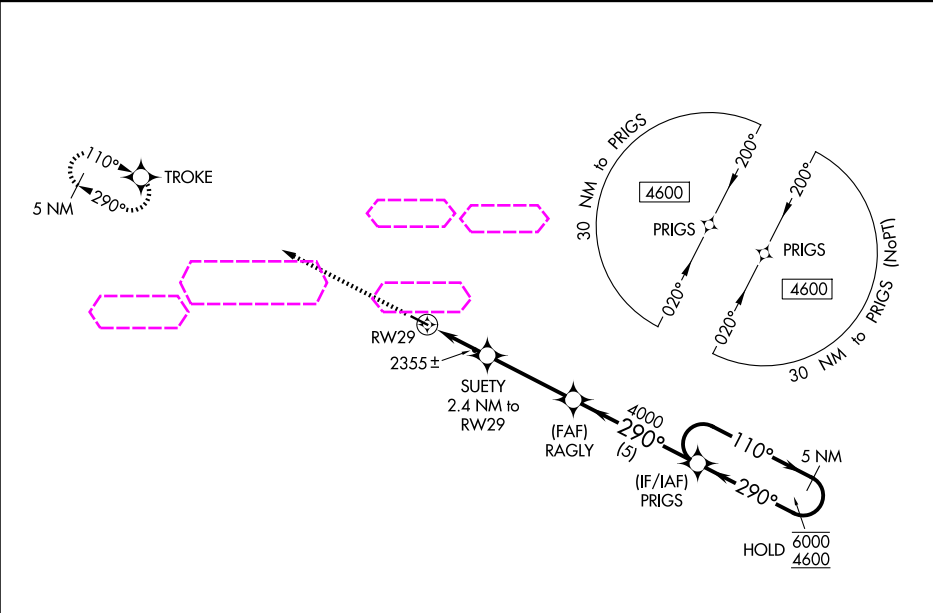 110°
TROKE
290°
5 NM
30 NM to PRIGS
4600
200°
PRIGS
020°
200°
PRIGS
4600
020°
30 NM to PRIGS (NoPT)
RW29
2355 ±
SUETY
2.4 NM to
RW29
(FAF)
RAGLY
4000
290°
(5)
(IF/IAF)
PRIGS
110°
5 NM
290°
HOLD
6000
4600